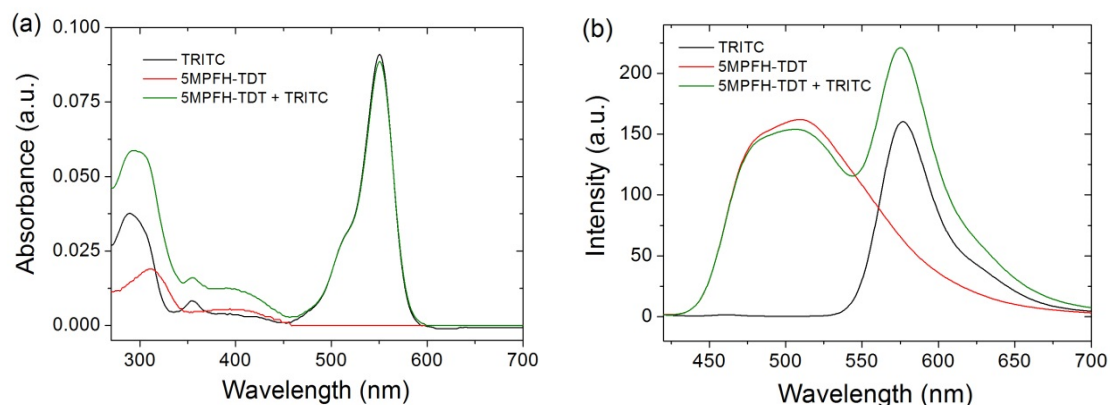 (a)
TRITC
5MPFH-TDT
5MPFH-TDT + TRITC
Absorbance (a.u.)
0.100
0.075
0.050
0.025
0.000
300 400 500 600 700
Wavelength (nm)
(b)
TRITC
5MPFH-TDT
5MPFH-TDT + TRITC
Intensity (a.u.)
200
150
100
50
0
450 500 550 600 650 700
Wavelength (nm)